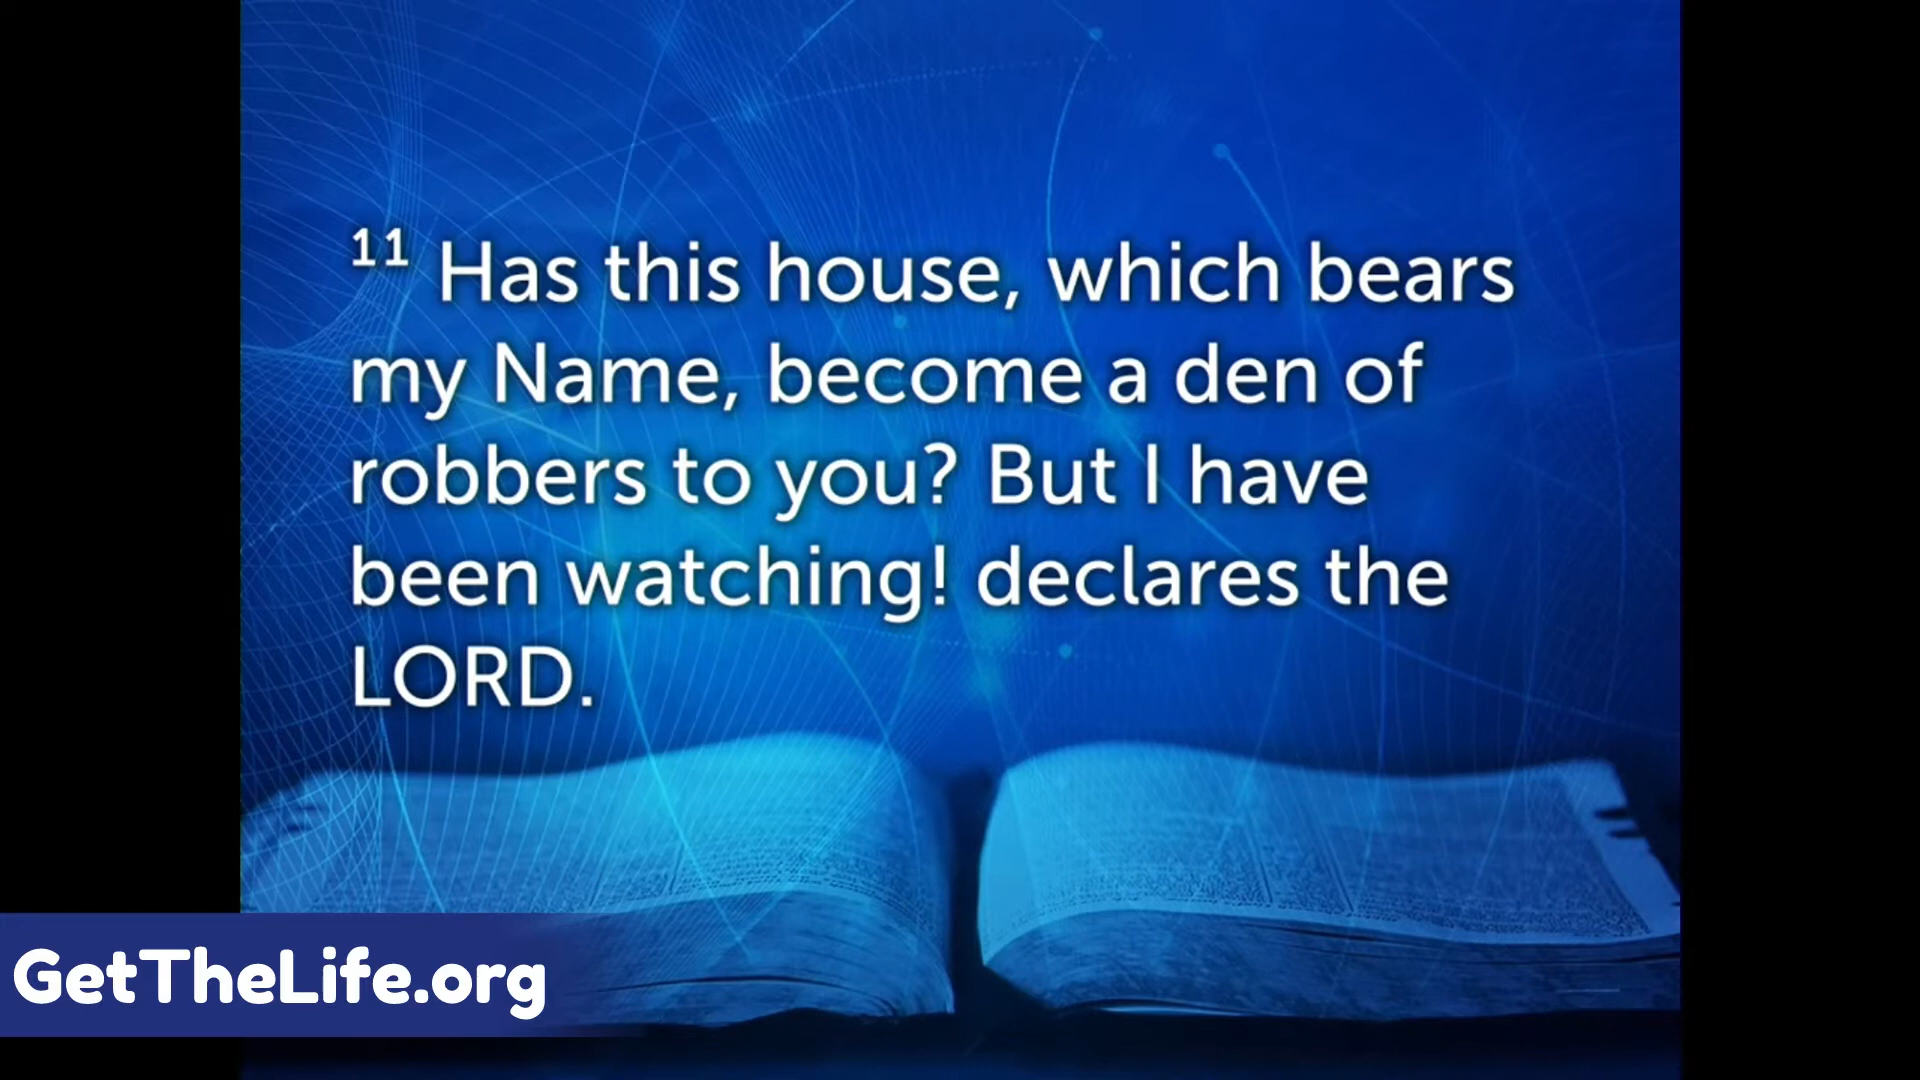 11 Has this house, which bears
my Name, become a den of
robbers to you? But I have
been watching! declares the
LORD.
GetTheLife.org